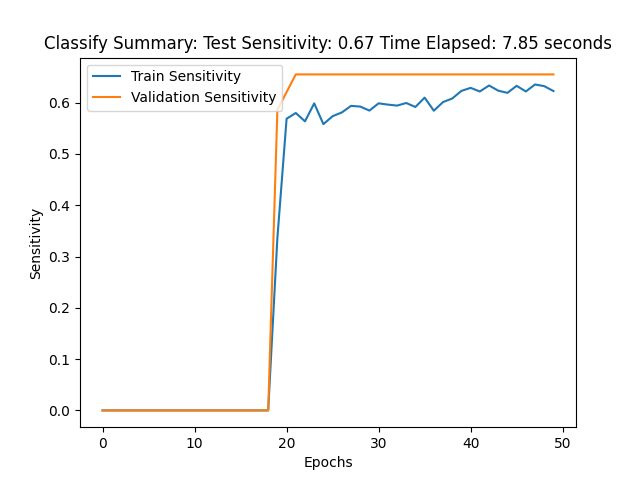 Classify Summary: Test Sensitivity: 0.67 Time Elapsed: 7.85 seconds
Train Sensitivity
Validation Sensitivity
Sensitivity
0.6
0.5
0.4
0.3
0.2
0.1
0.0
0 10 20 30 40 50
Epochs